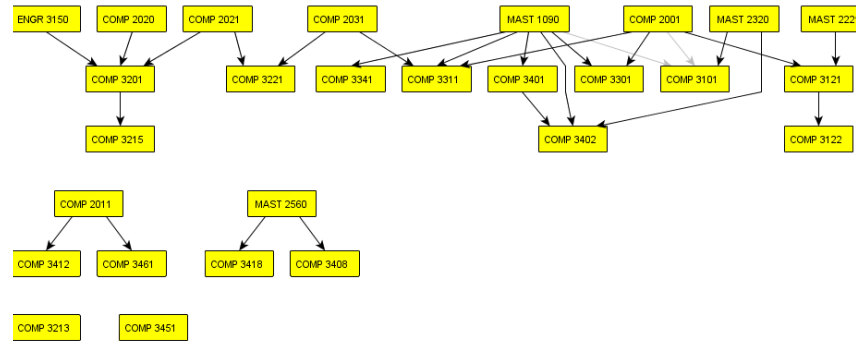 ENGR 3150
COMP 2020
COMP 2021
COMP 2031
MAST 1090
COMP 2001
MAST 2320
MAST 222
COMP 3201
COMP 3221
COMP 3341
COMP 3311
COMP 3401
COMP 3301
COMP 3101
COMP 3121
COMP 3215
COMP 3402
COMP 3122
COMP 2011
MAST 2560
COMP 3412
COMP 3461
COMP 3418
COMP 3408
COMP 3213
COMP 3451